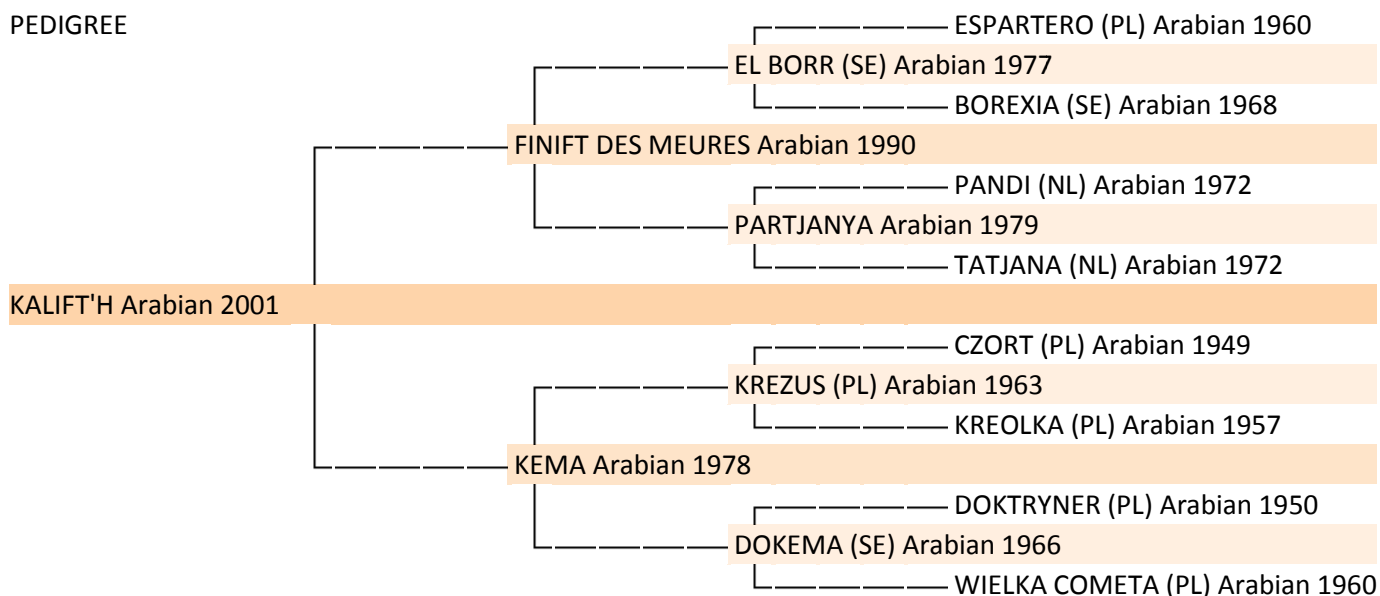 PEDIGREE
ESPARTERO (PL) Arabian 1960
EL BORR (SE) Arabian 1977
BOREXIA (SE) Arabian 1968
FINIFT DES MEURES Arabian 1990
PANDI (NL) Arabian 1972
PARTJANYA Arabian 1979
TATJANA (NL) Arabian 1972
KALIFT'H Arabian 2001
CZORT (PL) Arabian 1949
KREZUS (PL) Arabian 1963
KREOLKA (PL) Arabian 1957
KEMA Arabian 1978
DOKTRYNER (PL) Arabian 1950
DOKEMA (SE) Arabian 1966
WIELKA COMETA (PL) Arabian 1960